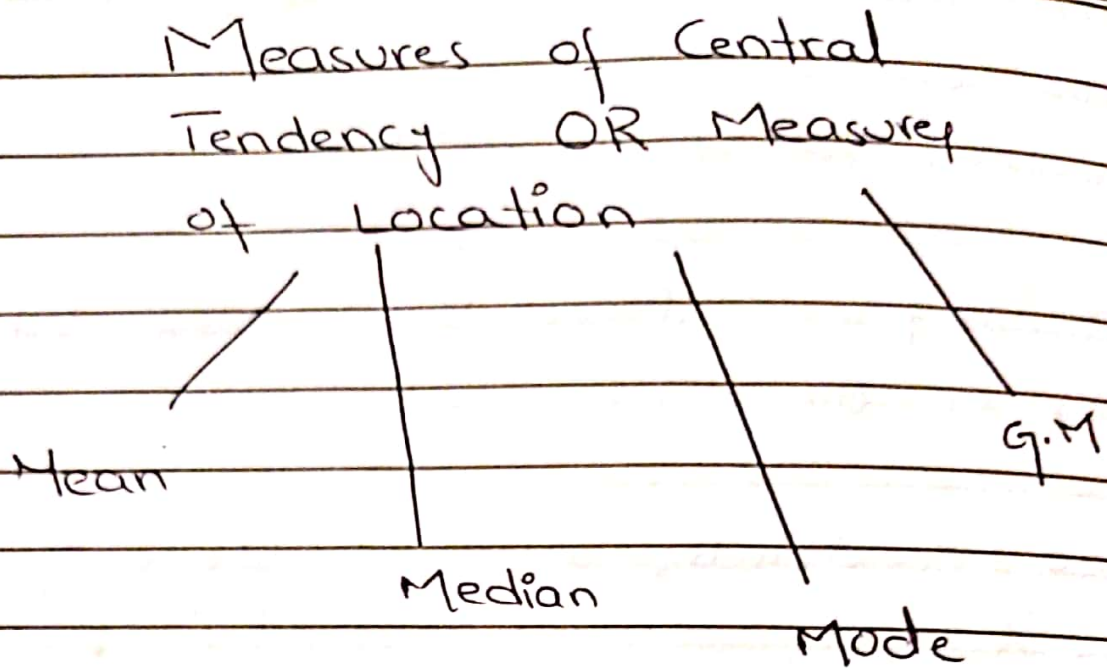 Measures of Central
Tendency OR Measures
of Location
G.M
Mean
Median
Mode